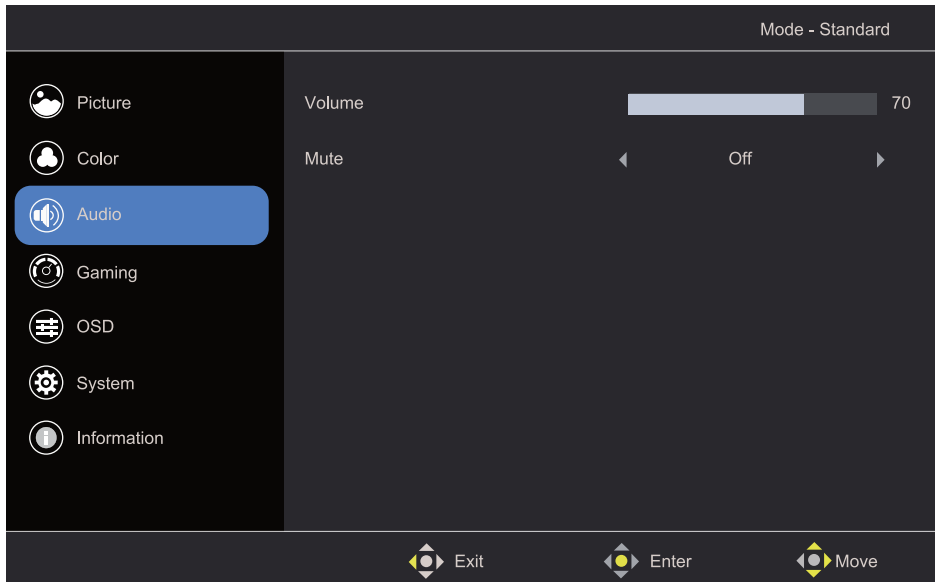 Mode - Standard
Picture
Color
Audio
Gaming
OSD
System
Information
Volume 70
Mute Off
Exit Enter Move